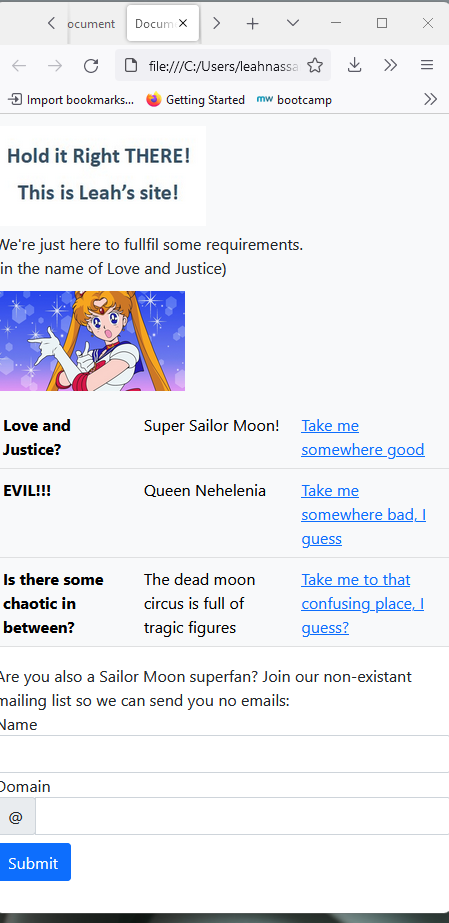 ocument
Docum
file:///C:/Users/leahnassa
Import bookmarks...
Getting Started
mw bootcamp
Hold it Right THERE!
This is Leah's site!
We're just here to fullfil some requirements.
in the name of Love and Justice)
Love and
Justice?
Super Sailor Moon!
Take me
somewhere good
EVIL!!!
Queen Nehelenia
Take me
somewhere bad, I
guess
Is there some
chaotic in
between?
The dead moon
circus is full of
tragic figures
Take me to that
confusing place, I
guess?
Are you also a Sailor Moon superfan? Join our non-existant
mailing list so we can send you no emails:
Name
Domain
@
Submit